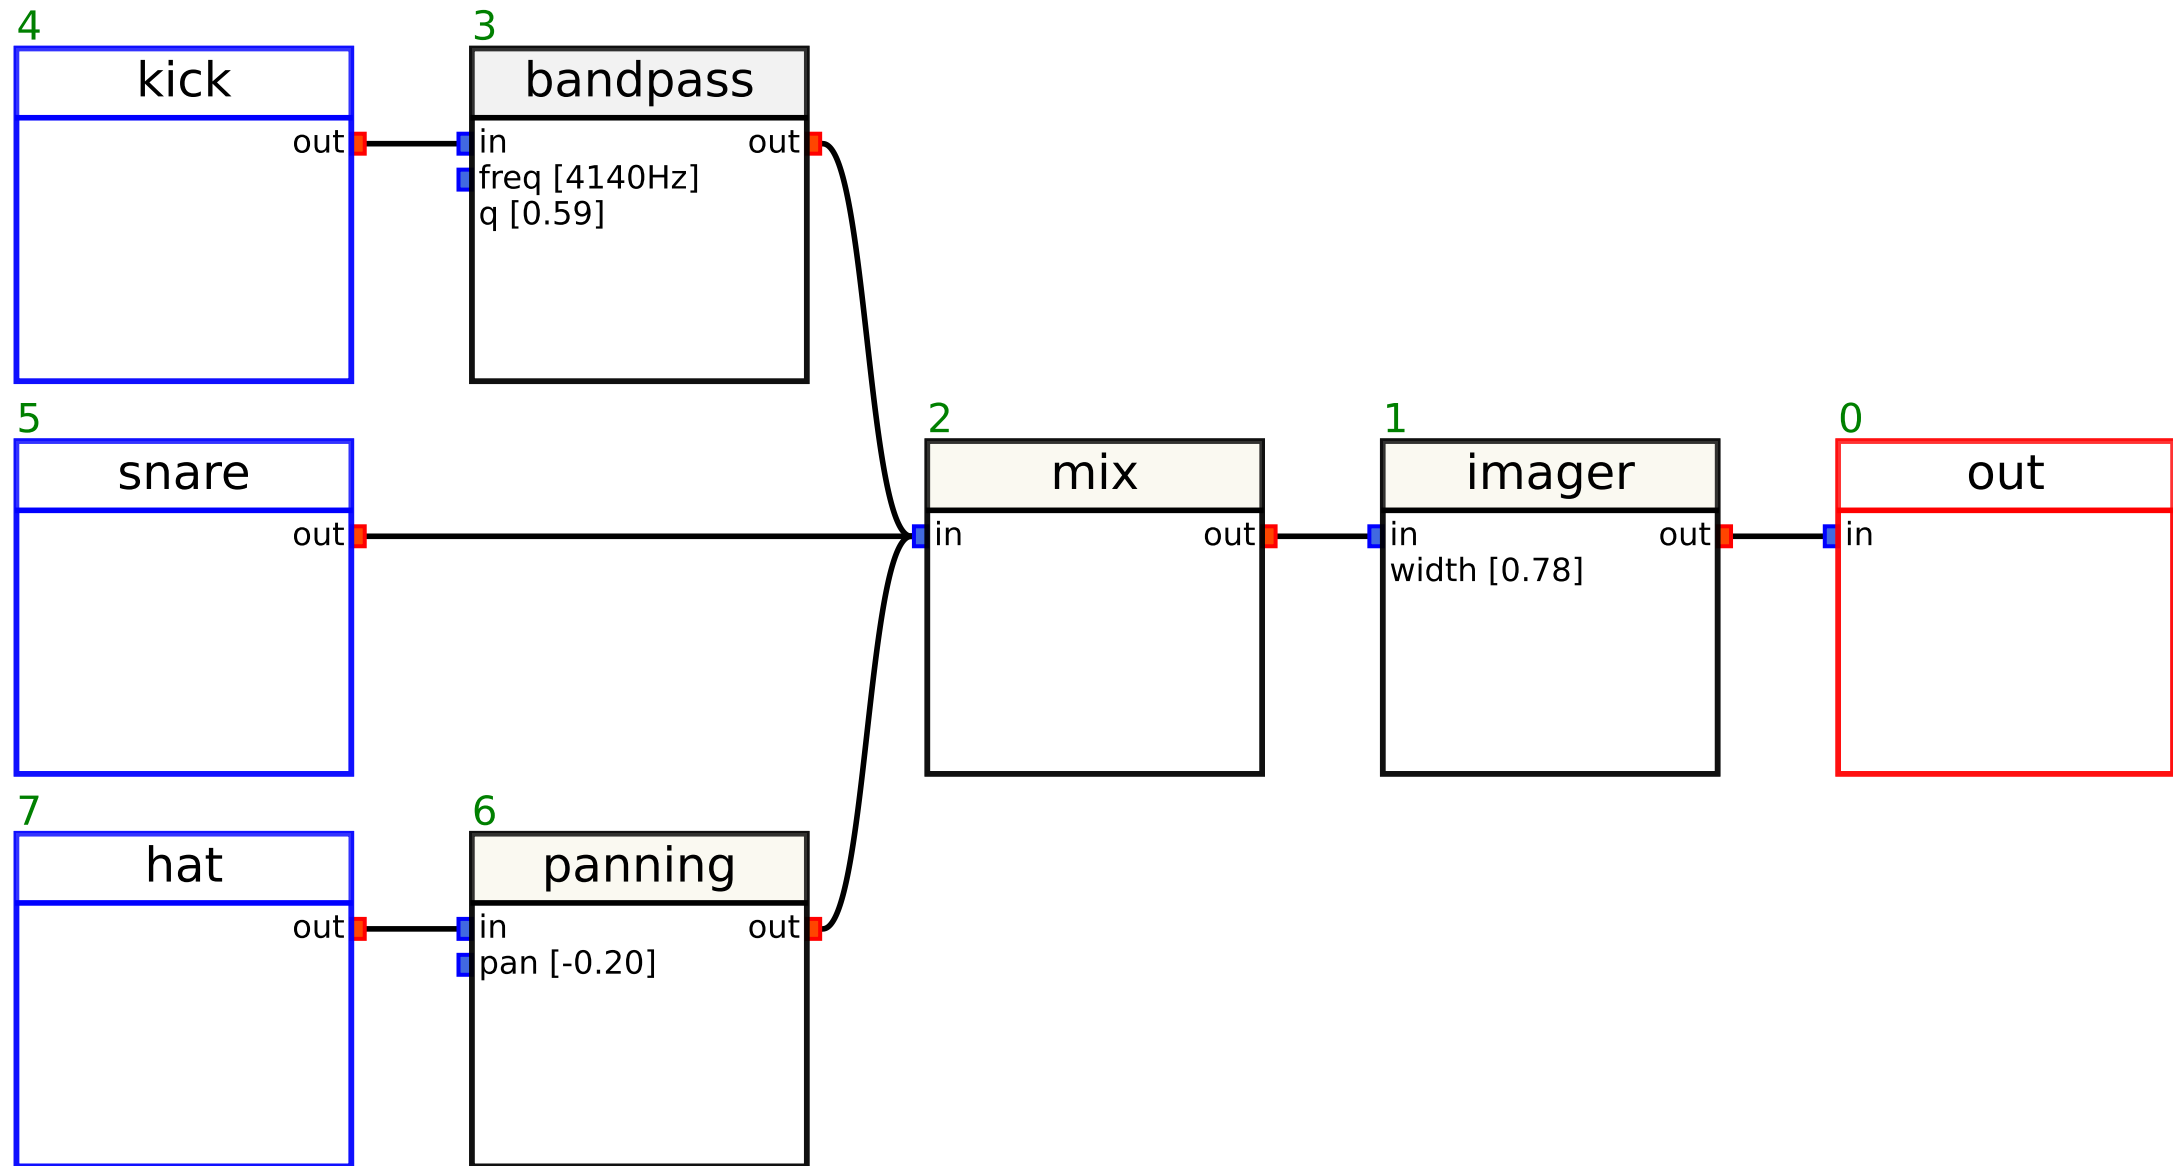 4
kick
out
3
bandpass
in
out
freq [4140Hz]
q [0.59]
5
snare
out
2
mix
in
out
1
imager
in
out
width [0.78]
0
out
in
7
hat
out
6
panning
in
out
pan [-0.20]